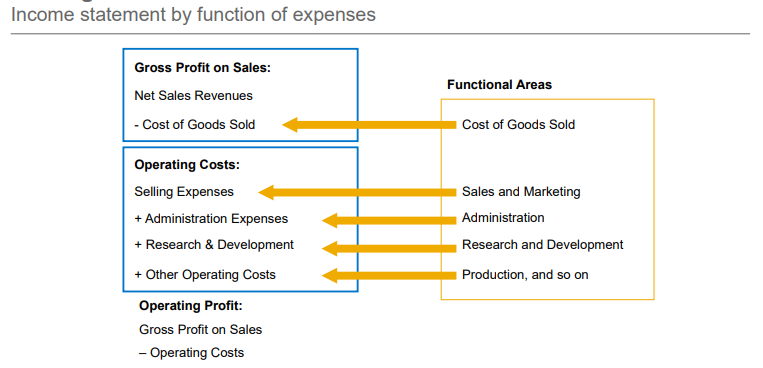 Income statement by function of expenses
Gross Profit on Sales:
Net Sales Revenues
- Cost of Goods Sold
Operating Costs:
Selling Expenses
+ Administration Expenses
+ Research & Development
+ Other Operating Costs
Operating Profit:
Gross Profit on Sales
– Operating Costs
Functional Areas
Cost of Goods Sold
Sales and Marketing
Administration
Research and Development
Production, and so on